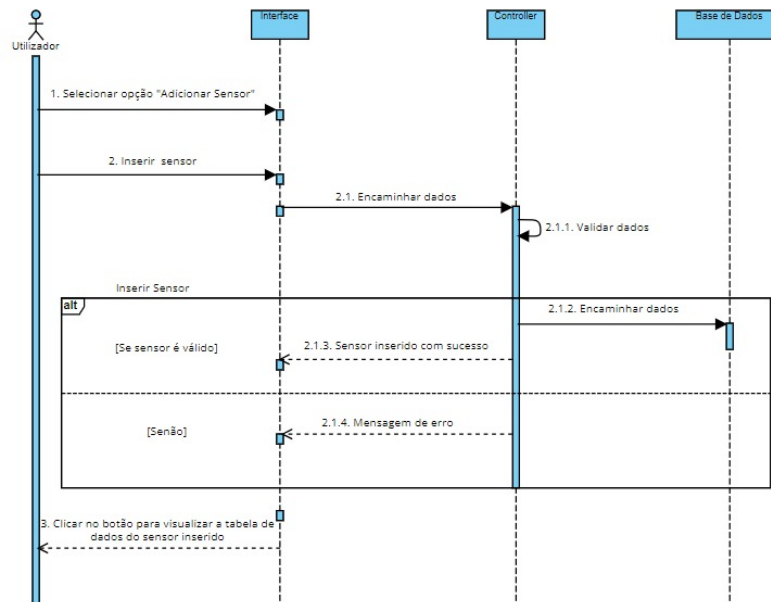 Interface
Controller
Base de Dados
Utilizador
1. Selecionar opção "Adicionar Sensor"
2. Inserir sensor
2.1. Encaminhar dados
2.1.1. Validar dados
Inserir Sensor
alt
2.1.2. Encaminhar dados
[Se sensor é válido]
2.1.3. Sensor inserido com sucesso
[Senão]
2.1.4. Mensagem de erro
3. Clicar no botão para visualizar a tabela de
dados do sensor inserido